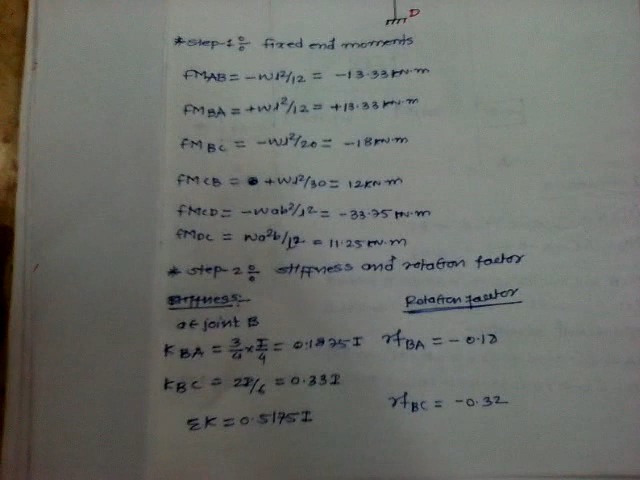 D
*Step-1 % fixed end moments
FMAB = -Wl²/12 = -13.33 kN·m
FMBA = +Wl²/12 = +13.33 kN·m
FMBC = -Wl²/20 = -18 kN·m
FMCB = +Wl²/30 = 12 kN m
FMCD = -Wab²/l² = -33.75 kN·m
FMDC = Wa²b/l² = 11.25 kN·m
* Step 2 % stiffness and rotation factor
stiffness:- Rotation factor
at joint B
KBA = 3/4 × I/4 = 0.1875I rfBA = -0.18
KBC = 2I/6 = 0.33I
rfBC = -0.32
ΣK = 0.5175I